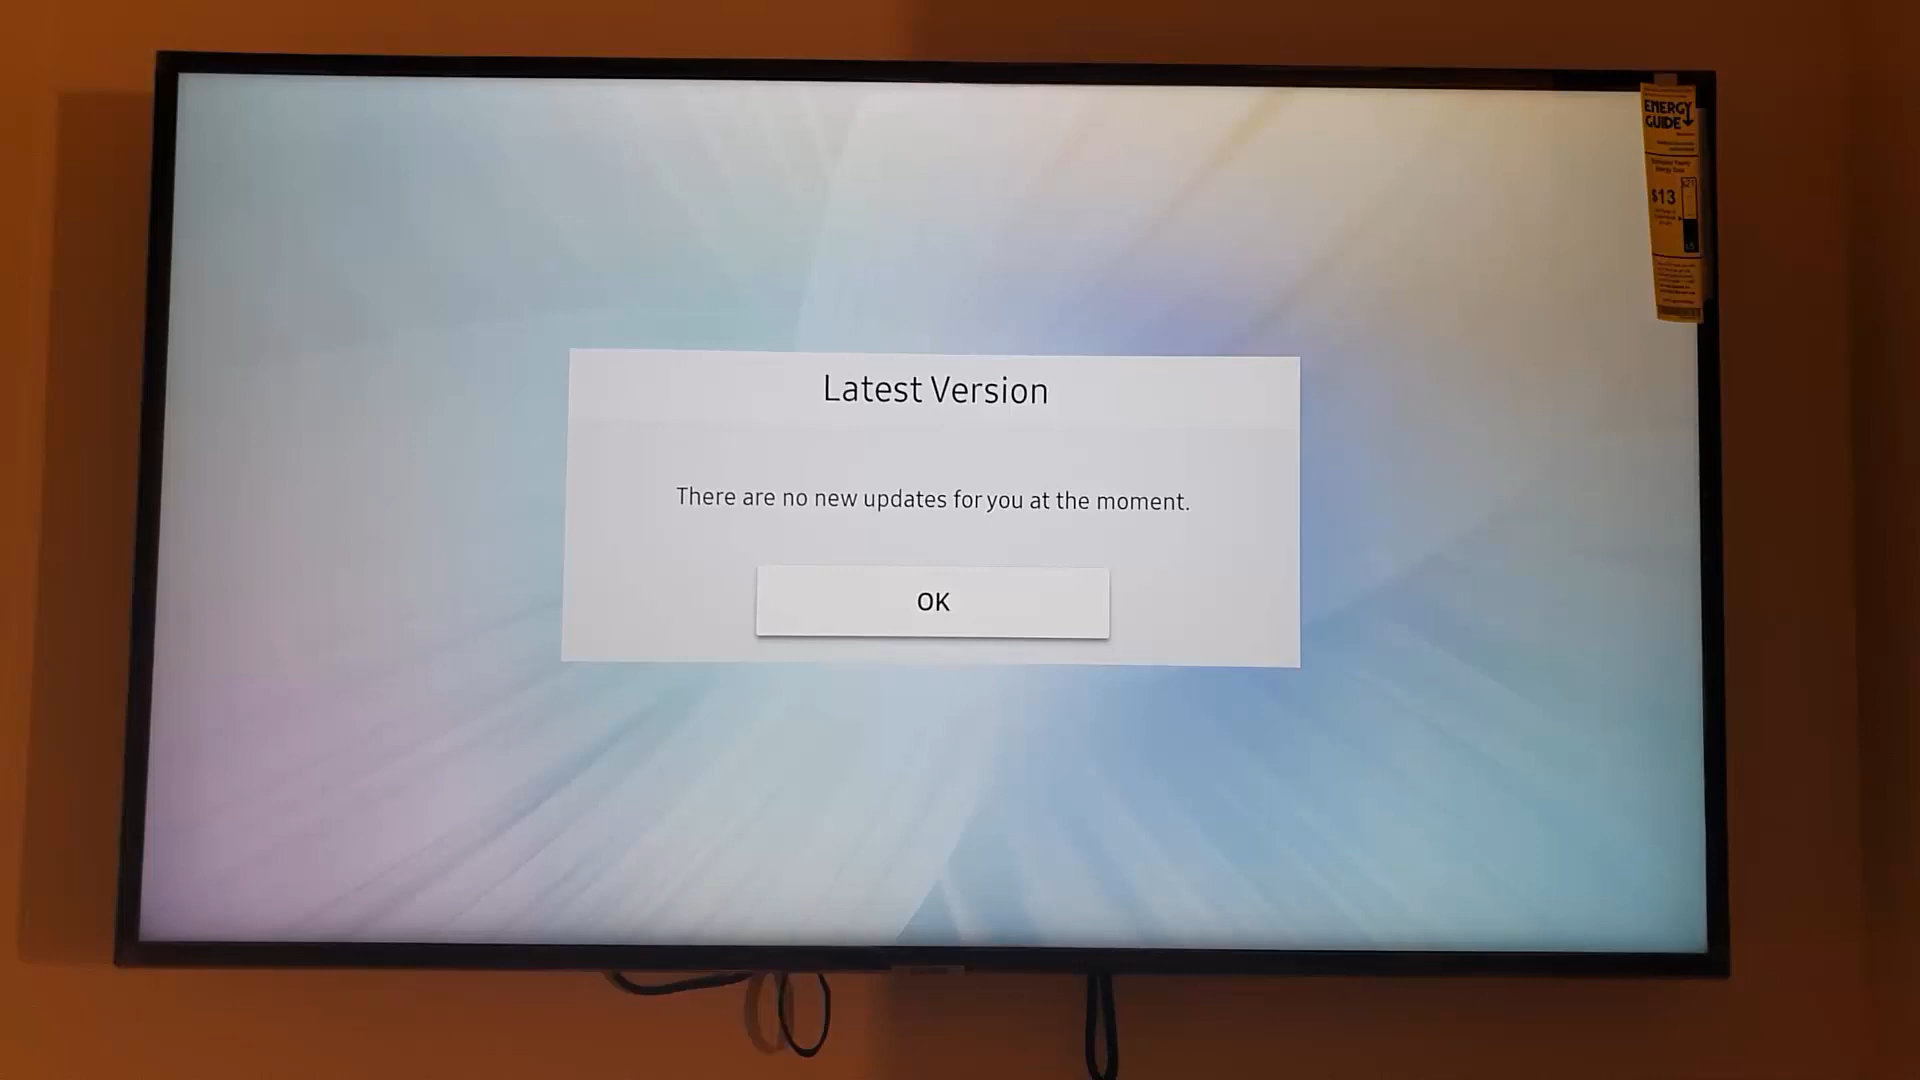 Latest Version
There are no new updates for you at the moment.
OK
ENERGY
GUIDE
$13